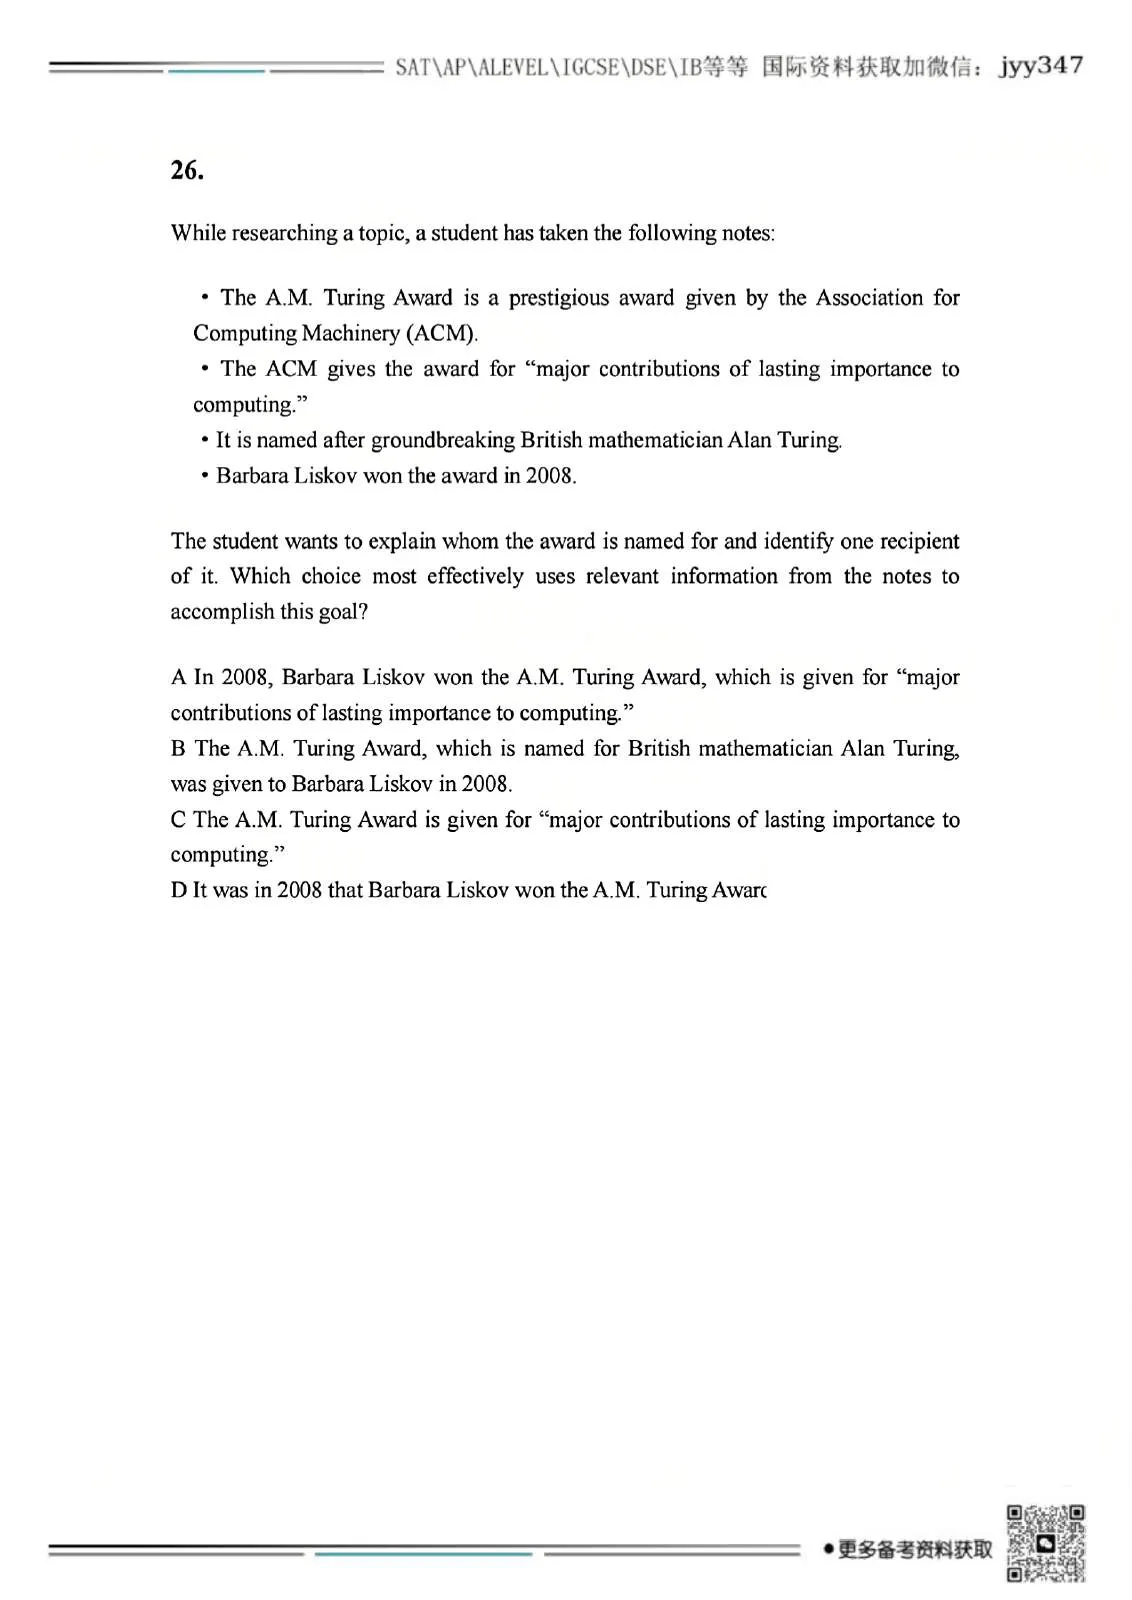 SAT\AP\ALEVEL\IGCSE\DSE\IB等等 国际资料获取加微信：jyy347
26.
While researching a topic, a student has taken the following notes:
• The A.M. Turing Award is a prestigious award given by the Association for
Computing Machinery (ACM).
• The ACM gives the award for “major contributions of lasting importance to
computing.”
• It is named after groundbreaking British mathematician Alan Turing.
• Barbara Liskov won the award in 2008.
The student wants to explain whom the award is named for and identify one recipient
of it. Which choice most effectively uses relevant information from the notes to
accomplish this goal?
A In 2008, Barbara Liskov won the A.M. Turing Award, which is given for “major
contributions of lasting importance to computing.”
B The A.M. Turing Award, which is named for British mathematician Alan Turing,
was given to Barbara Liskov in 2008.
C The A.M. Turing Award is given for “major contributions of lasting importance to
computing.”
D It was in 2008 that Barbara Liskov won the A.M. Turing Award
•更多备考资料获取